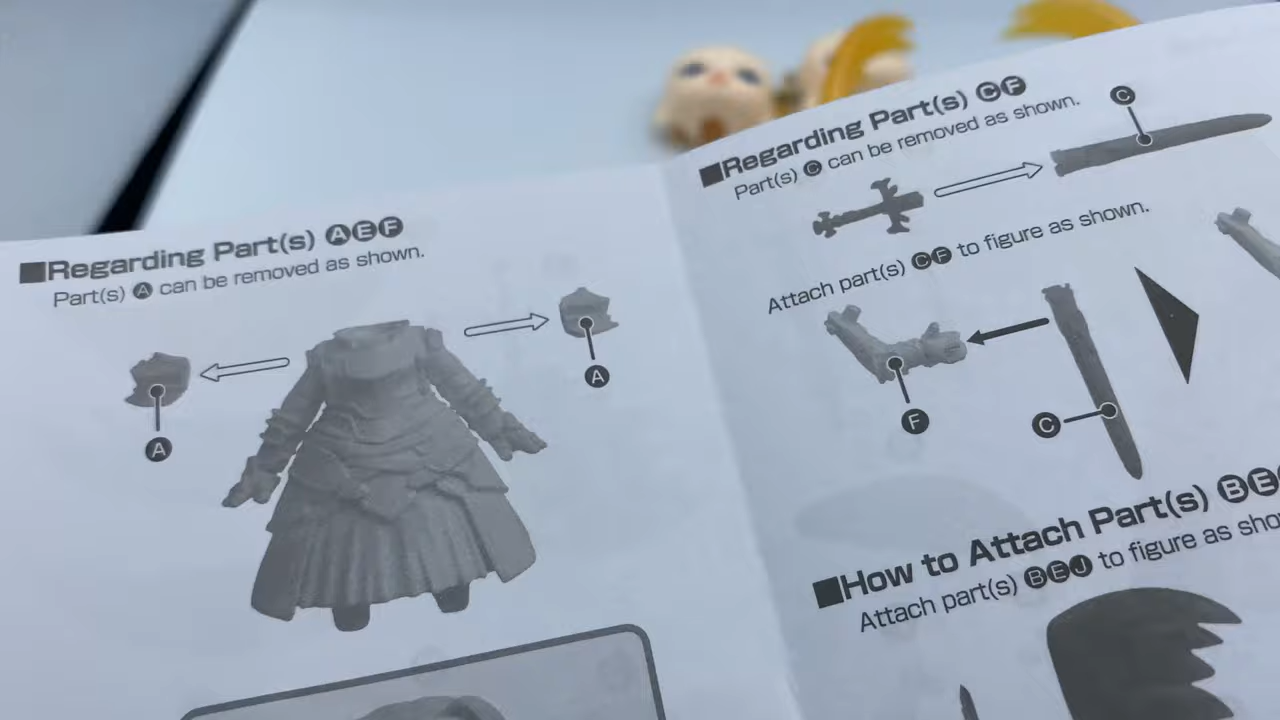 ■Regarding Part(s) AEF
Part(s) A can be removed as shown.
A
A
■Regarding Part(s) CF
Part(s) C can be removed as shown.
C
Attach part(s) CF to figure as shown.
F
C
■How to Attach Part(s) BE
Attach part(s) BEJ to figure as sho